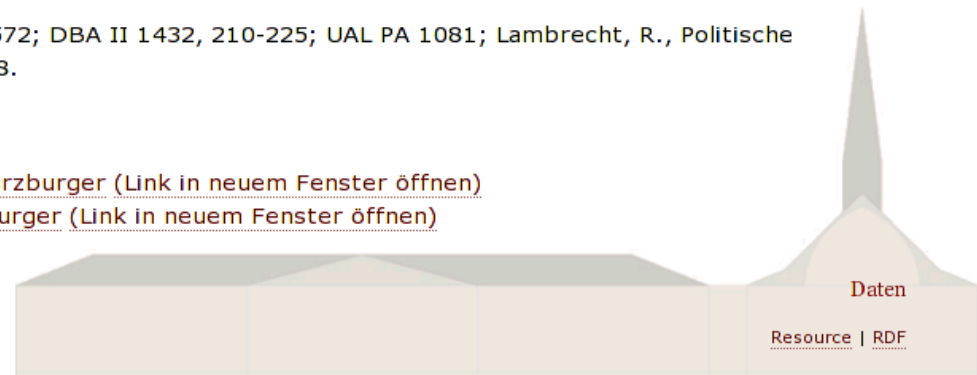 572; DBA II 1432, 210-225; UAL PA 1081; Lambrecht, R., Politische
8.
rzburger (Link in neuem Fenster öffnen)
urger (Link in neuem Fenster öffnen)
Daten
Resource | RDF